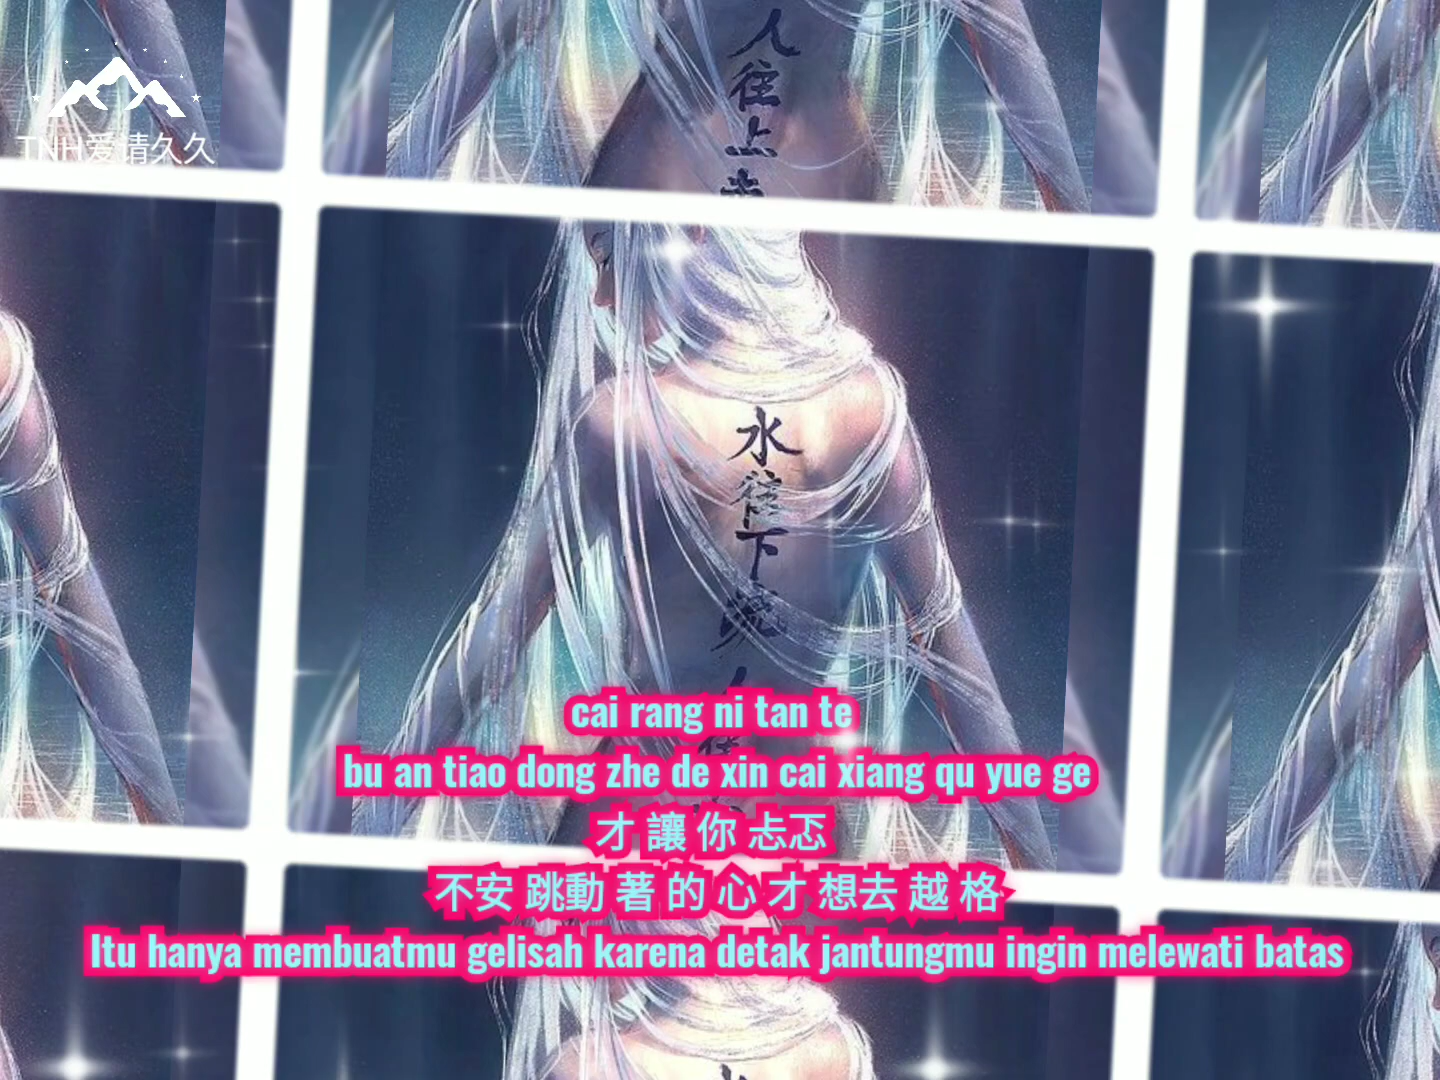 TNH爱请久久
人往上
水往下流
cai rang ni tan te
bu an tiao dong zhe de xin cai xiang qu yue ge
才 讓 你 忐忑
不安 跳動 著 的 心 才 想去 越 格
Itu hanya membuatmu gelisah karena detak jantungmu ingin melewati batas